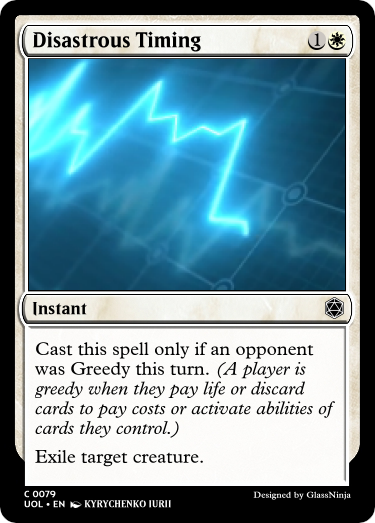 Disastrous Timing 1
Instant
Cast this spell only if an opponent
was Greedy this turn. (A player is
greedy when they pay life or discard
cards to pay costs or activate abilities of
cards they control.)
Exile target creature.
C 0079
UOL • EN KYRYCHENKO IURII
Designed by GlassNinja